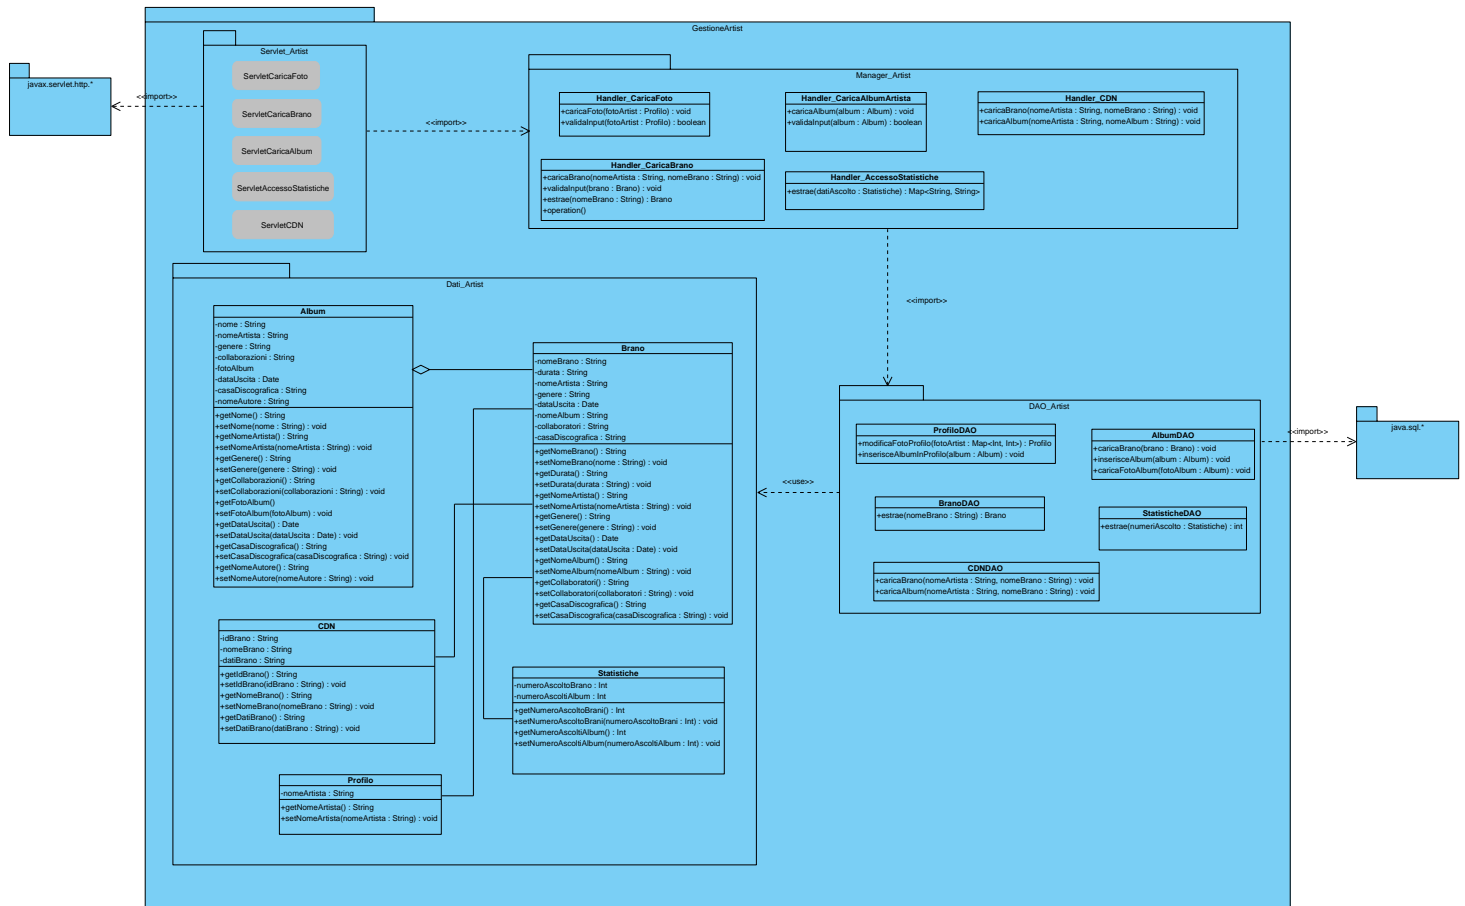 GestioneArtist
Servlet_Artist
ServletCaricaFoto
ServletCaricaBrano
ServletCaricaAlbum
ServletAccessoStatistiche
ServletCDN
javax.servlet.http.*
<<import>>
<<import>>
Manager_Artist
Handler_CaricaFoto
+caricaFoto(fotoArtist : Profilo) : void
+validaInput(fotoArtist : Profilo) : boolean
Handler_CaricaAlbumArtista
+caricaAlbum(album : Album) : void
+validaInput(album : Album) : boolean
Handler_CDN
+caricaBrano(nomeArtista : String, nomeBrano : String) : void
+caricaAlbum(nomeArtista : String, nomeAlbum : String) : void
Handler_CaricaBrano
+caricaBrano(nomeArtista : String, nomeBrano : String) : void
+validaInput(brano : Brano) : void
+estrae(nomeBrano : String) : Brano
+operation()
Handler_AccessoStatistiche
+estrae(datiAscolto : Statistiche) : Map<String, String>
<<import>>
Dati_Artist
Album
-nome : String
-nomeArtista : String
-genere : String
-collaborazioni : String
-fotoAlbum
-dataUscita : Date
-casaDiscografica : String
-nomeAutore : String
+getNome() : String
+setNome(nome : String) : void
+getNomeArtista() : String
+setNomeArtista(nomeArtista : String) : void
+getGenere() : String
+setGenere(genere : String) : void
+getCollaborazioni() : String
+setCollaborazioni(collaborazioni : String) : void
+getFotoAlbum()
+setFotoAlbum(fotoAlbum) : void
+getDataUscita() : Date
+setDataUscita(dataUscita : Date) : void
+getCasaDiscografica() : String
+setCasaDiscografica(casaDiscografica : String) : void
+getNomeAutore() : String
+setNomeAutore(nomeAutore : String) : void
Brano
-nomeBrano : String
-durata : String
-nomeArtista : String
-genere : String
-dataUscita : Date
-nomeAlbum : String
-collaboratori : String
-casaDiscografica : String
+getNomeBrano() : String
+setNomeBrano(nome : String) : void
+getDurata() : String
+setDurata(durata : String) : void
+getNomeArtista() : String
+setNomeArtista(nomeArtista : String) : void
+getGenere() : String
+setGenere(genere : String) : void
+getDataUscita() : Date
+setDataUscita(dataUscita : Date) : void
+getNomeAlbum() : String
+setNomeAlbum(nomeAlbum : String) : void
+getCollaboratori() : String
+setCollaboratori(collaboratori : String) : void
+getCasaDiscografica() : String
+setCasaDiscografica(casaDiscografica : String) : void
CDN
-idBrano : String
-nomeBrano : String
-datiBrano : String
+getIdBrano() : String
+setIdBrano(idBrano : String) : void
+getNomeBrano() : String
+setNomeBrano(nomeBrano : String) : void
+getDatiBrano() : String
+setDatiBrano(datiBrano : String) : void
Statistiche
-numeroAscoltoBrano : Int
-numeroAscoltiAlbum : Int
+getNumeroAscoltoBrani() : Int
+setNumeroAscoltoBrani(numeroAscoltoBrani : Int) : void
+getNumeroAscoltiAlbum() : Int
+setNumeroAscoltiAlbum(numeroAscoltiAlbum : Int) : void
Profilo
-nomeArtista : String
+getNomeArtista() : String
+setNomeArtista(nomeArtista : String) : void
<<use>>
DAO_Artist
ProfiloDAO
+modificaFotoProfilo(fotoArtist : Map<Int, Int>) : Profilo
+inserisceAlbumInProfilo(album : Album) : void
AlbumDAO
+caricaBrano(brano : Brano) : void
+inserisceAlbum(album : Album) : void
+caricaFotoAlbum(fotoAlbum : Album) : void
BranoDAO
+estrae(nomeBrano : String) : Brano
StatisticheDAO
+estrae(numeriAscolto : Statistiche) : int
CDNDAO
+caricaBrano(nomeArtista : String, nomeBrano : String) : void
+caricaAlbum(nomeArtista : String, nomeBrano : String) : void
<<import>>
java.sql.*